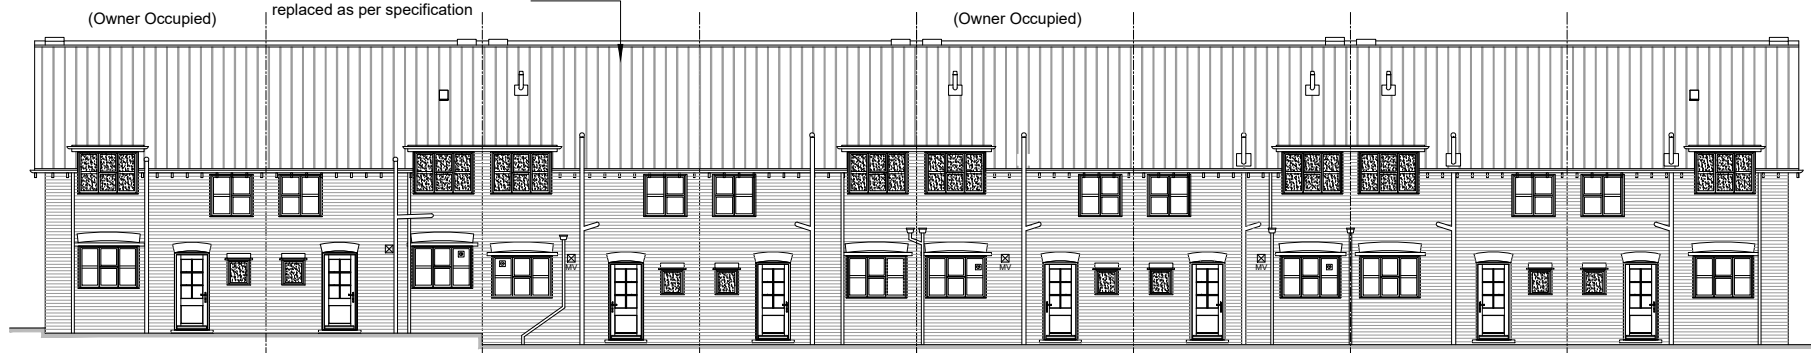 (Owner Occupied)
replaced as per specification
(Owner Occupied)
MV
MV
MV